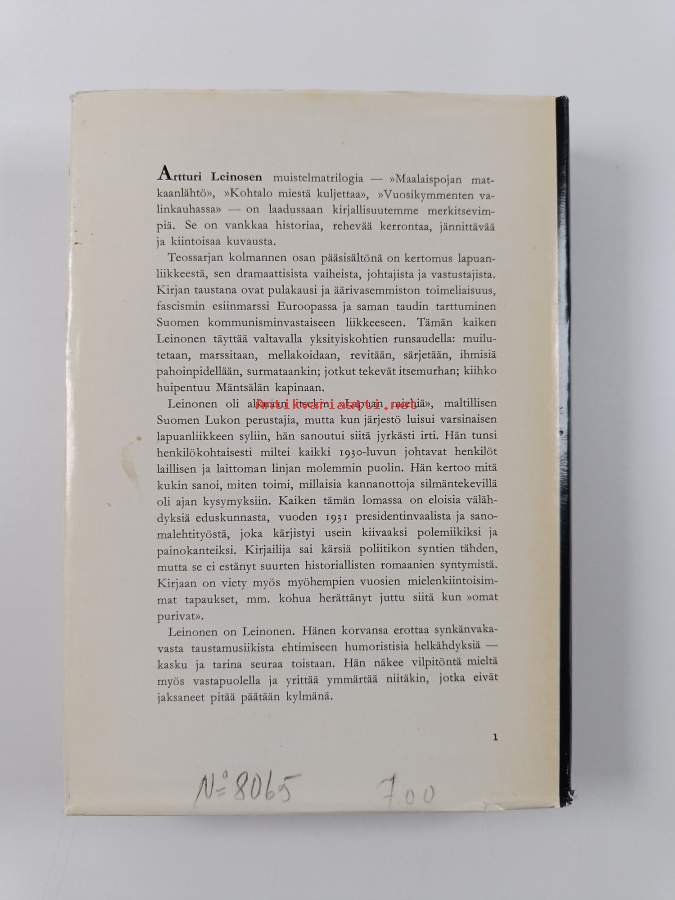 Artturi Leinosen muistelmatrilogia — »Maalaispojan mat-
kaanlähtö», »Kohtalo miestä kuljettaa», »Vuosikymmenten va-
linkauhassa» — on laadussaan kirjallisuutemme merkitsevim-
piä. Se on vankkaa historiaa, rehevää kerrontaa, jännittävää
ja kiintoisaa kuvausta.
Teossarjan kolmannen osan pääsisältönä on kertomus lapuan-
liikkeestä, sen dramaattisista vaiheista, johtajista ja vastustajista.
Kirjan taustana ovat pulakausi ja äärivasemmiston toimeliaisuus,
fascismin esiinmarssi Euroopassa ja saman taudin tarttuminen
Suomen kommunisminvastaiseen liikkeeseen. Tämän kaiken
Leinonen täyttää valtavalla yksityiskohtien runsaudella: muilu-
tetaan, marssitaan, mellakoidaan, revitään, särjetään, ihmisiä
pahoinpidellään, surmataankin; jotkut tekevät itsemurhan; kiihko
huipentuu Mäntsälän kapinaan.
Leinonen oli alkuaan itsekin »Lapuan miehiä», maltillisen
Antikvariaatti.net
Suomen Lukon perustajia, mutta kun järjestö luisui varsinaisen
lapuanliikkeen syliin, hän sanoutui siitä jyrkästi irti. Hän tunsi
henkilökohtaisesti miltei kaikki 1930-luvun johtavat henkilöt
laillisen ja laittoman linjan molemmin puolin. Hän kertoo mitä
kukin sanoi, miten toimi, millaisia kannanottoja silmäntekevillä
oli ajan kysymyksiin. Kaiken tämän lomassa on eloisia väläh-
dyksiä eduskunnasta, vuoden 1931 presidentinvaalista ja sano-
malehtityöstä, joka kärjistyi usein kiivaaksi polemiikiksi ja
painokanteiksi. Kirjailija sai kärsiä poliitikon syntien tähden,
mutta se ei estänyt suurten historiallisten romaanien syntymistä.
Kirjaan on viety myös myöhempien vuosien mielenkiintoisim-
mat tapaukset, mm. kohua herättänyt juttu siitä kun »omat
purivat».
Leinonen on Leinonen. Hänen korvansa erottaa synkänvaka-
vasta taustamusiikista ehtimiseen humoristisia helkähdyksiä —
kasku ja tarina seuraa toistaan. Hän näkee vilpitöntä mieltä
myös vastapuolella ja yrittää ymmärtää niitäkin, jotka eivät
jaksaneet pitää päätään kylmänä.
1
Nº 8065 700